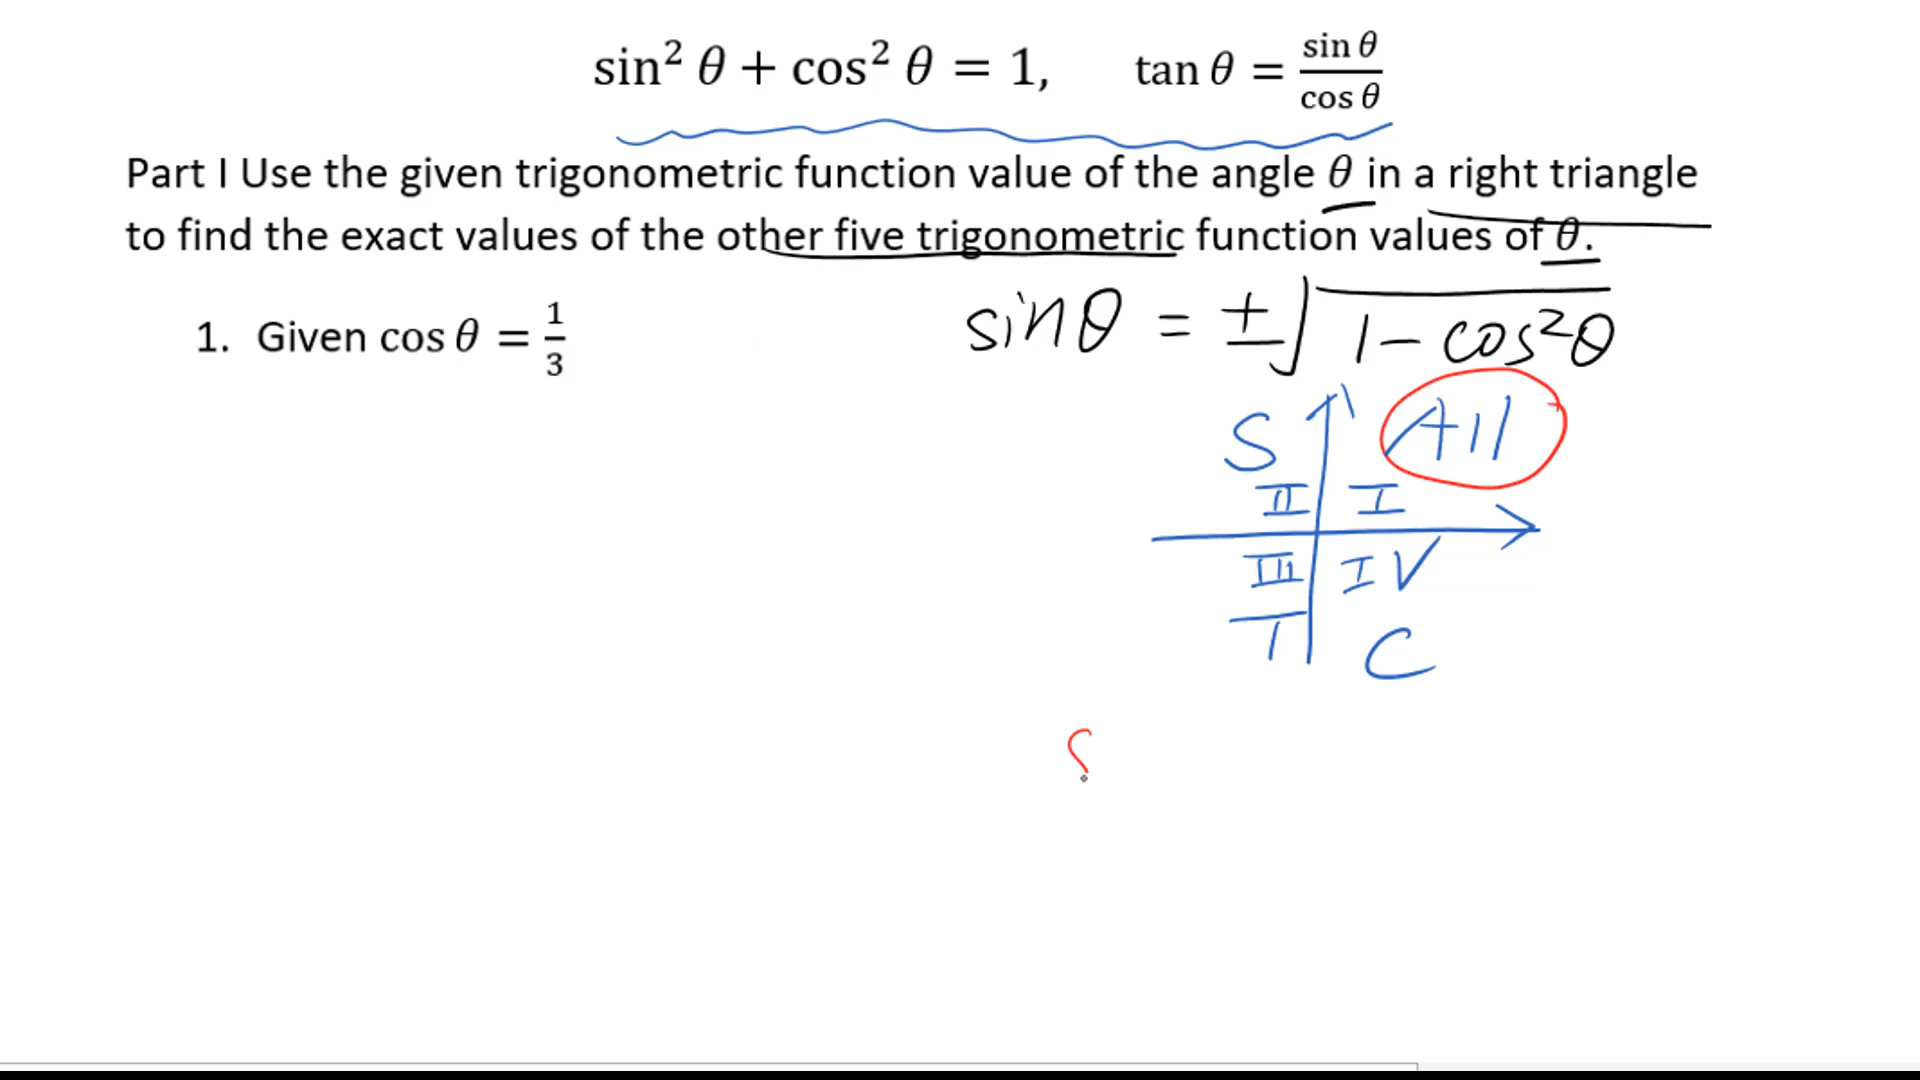 sin² θ + cos² θ = 1, tan θ = sin θ / cos θ
Part I Use the given trigonometric function value of the angle θ in a right triangle
to find the exact values of the other five trigonometric function values of θ.
1. Given cos θ = 1/3
sinθ = ±√(1 - cos²θ)
S All
II I
III IV
T C